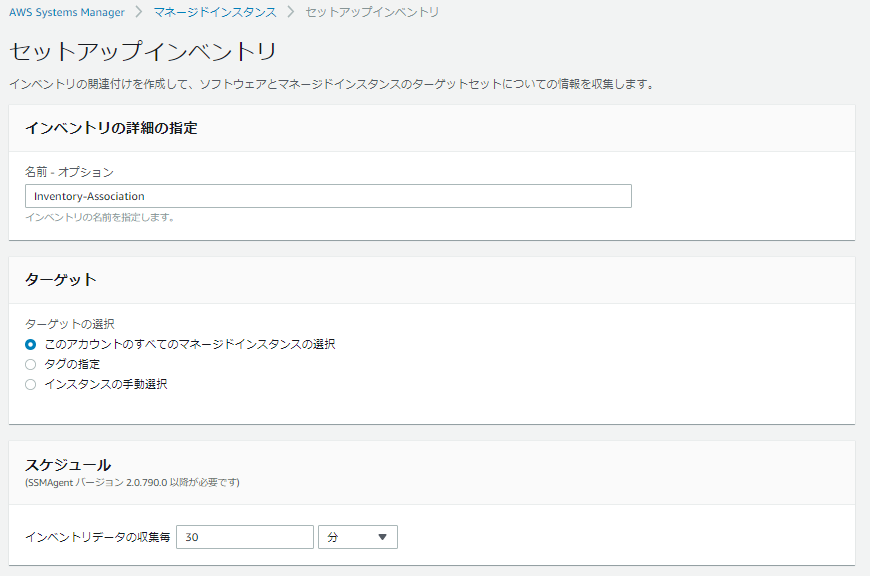 AWS Systems Manager > マネージドインスタンス > セットアップインベントリ
セットアップインベントリ
インベントリの関連付けを作成して、ソフトウェアとマネージドインスタンスのターゲットセットについての情報を収集します。
インベントリの詳細の指定
名前 - オプション
Inventory-Association
インベントリの名前を指定します。
ターゲット
ターゲットの選択
このアカウントのすべてのマネージドインスタンスの選択
タグの指定
インスタンスの手動選択
スケジュール
(SSMAgent バージョン 2.0.790.0 以降が必要です)
インベントリデータの収集毎 30 分